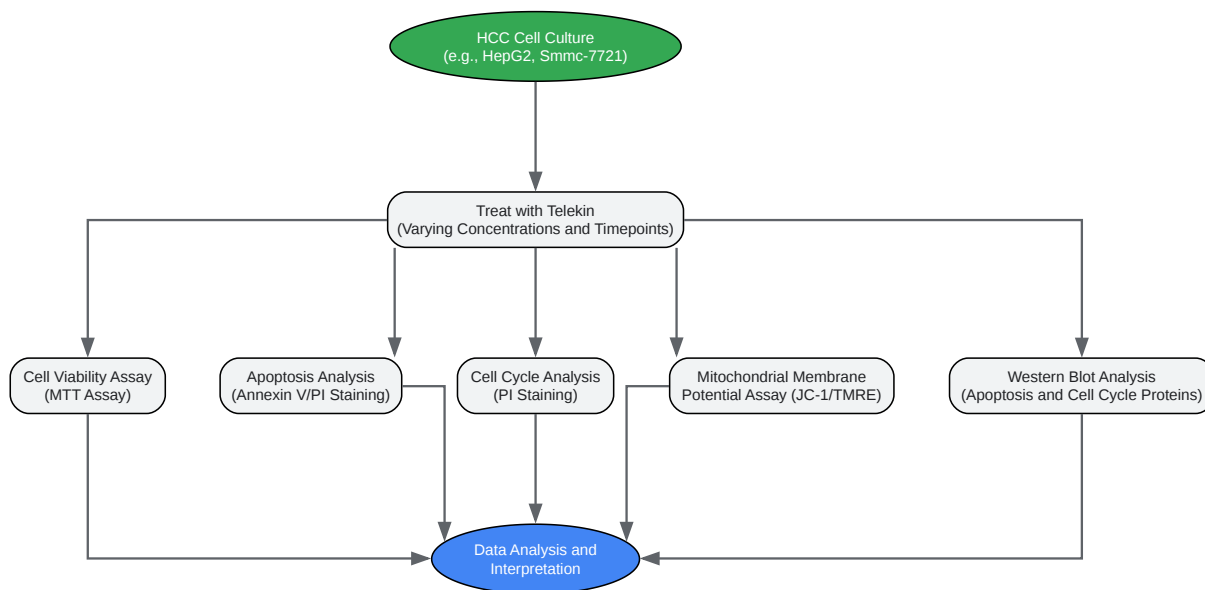 HCC Cell Culture
(e.g., HepG2, Smmc-7721)
Treat with Telekin
(Varying Concentrations and Timepoints)
Cell Viability Assay
(MTT Assay)
Apoptosis Analysis
(Annexin V/PI Staining)
Cell Cycle Analysis
(PI Staining)
Mitochondrial Membrane
Potential Assay (JC-1/TMRE)
Western Blot Analysis
(Apoptosis and Cell Cycle Proteins)
Data Analysis and
Interpretation